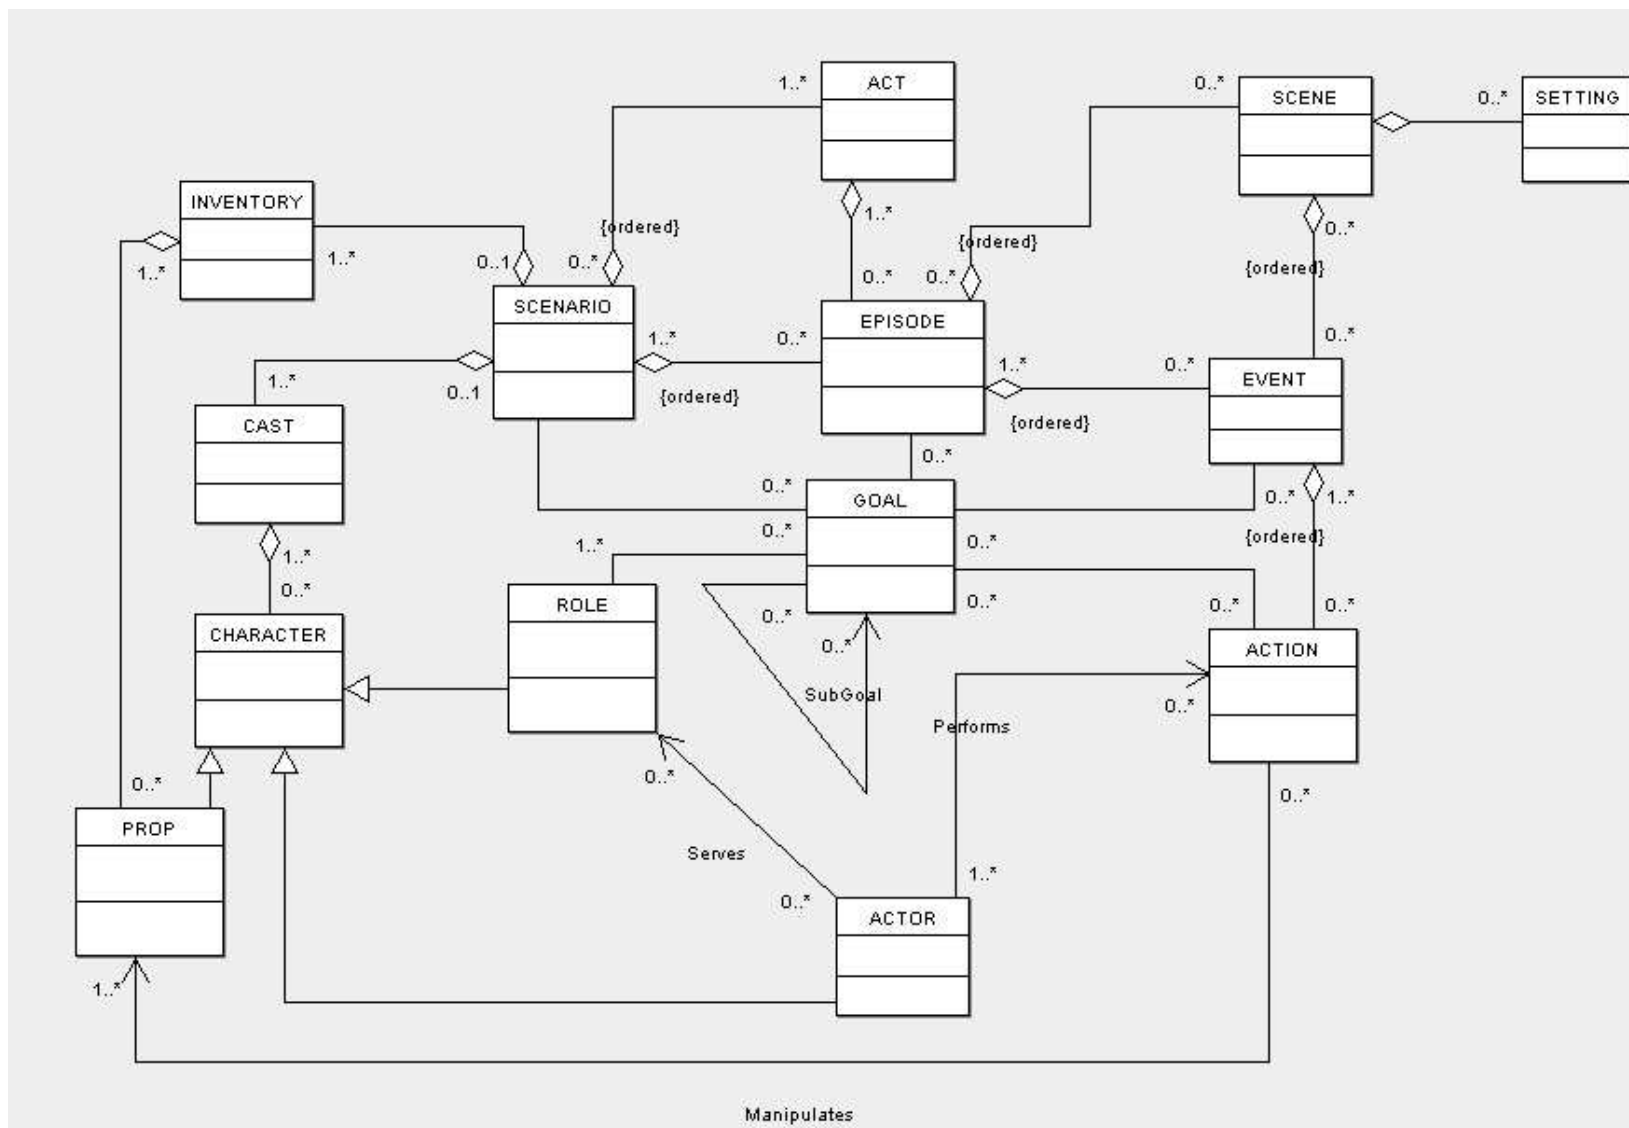 ACT
1..*
0..*
SCENE
0..*
SETTING
INVENTORY
1..*
{ordered}
0..*
1..*
1..*
0..1
0..*
{ordered}
0..*
0..*
{ordered}
SCENARIO
EPISODE
1..*
0..*
0..*
1..*
0..*
EVENT
1..*
0..1
{ordered}
{ordered}
CAST
0..*
0..*
GOAL
0..*
1..*
1..*
0..*
0..*
{ordered}
1..*
0..*
ROLE
0..*
0..*
0..*
0..*
CHARACTER
0..*
ACTION
SubGoal
0..*
Performs
0..*
0..*
0..*
PROP
Serves
1..*
0..*
ACTOR
1..*
Manipulates